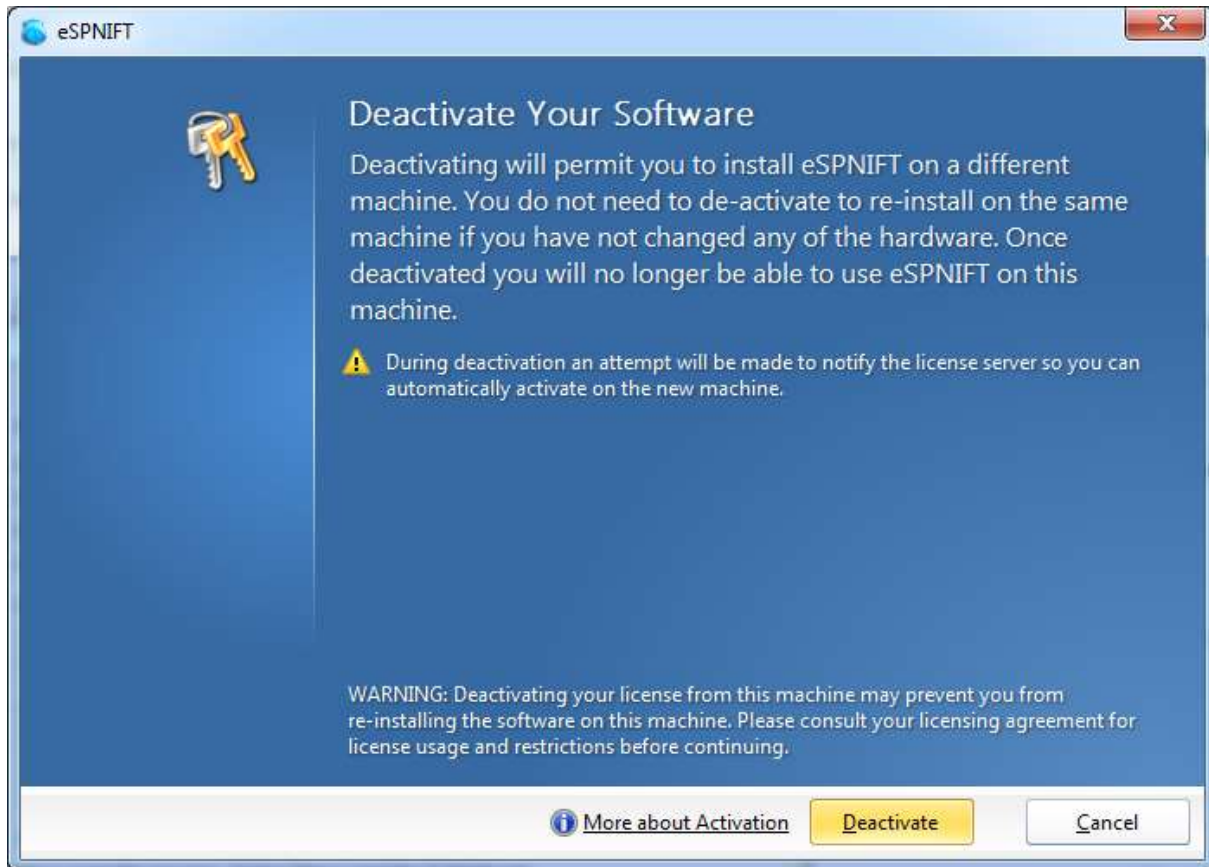 eSPNIFT
Deactivate Your Software
Deactivating will permit you to install eSPNIFT on a different
machine. You do not need to de-activate to re-install on the same
machine if you have not changed any of the hardware. Once
deactivated you will no longer be able to use eSPNIFT on this
machine.
During deactivation an attempt will be made to notify the license server so you can
automatically activate on the new machine.
WARNING: Deactivating your license from this machine may prevent you from
re-installing the software on this machine. Please consult your licensing agreement for
license usage and restrictions before continuing.
More about Activation Deactivate Cancel